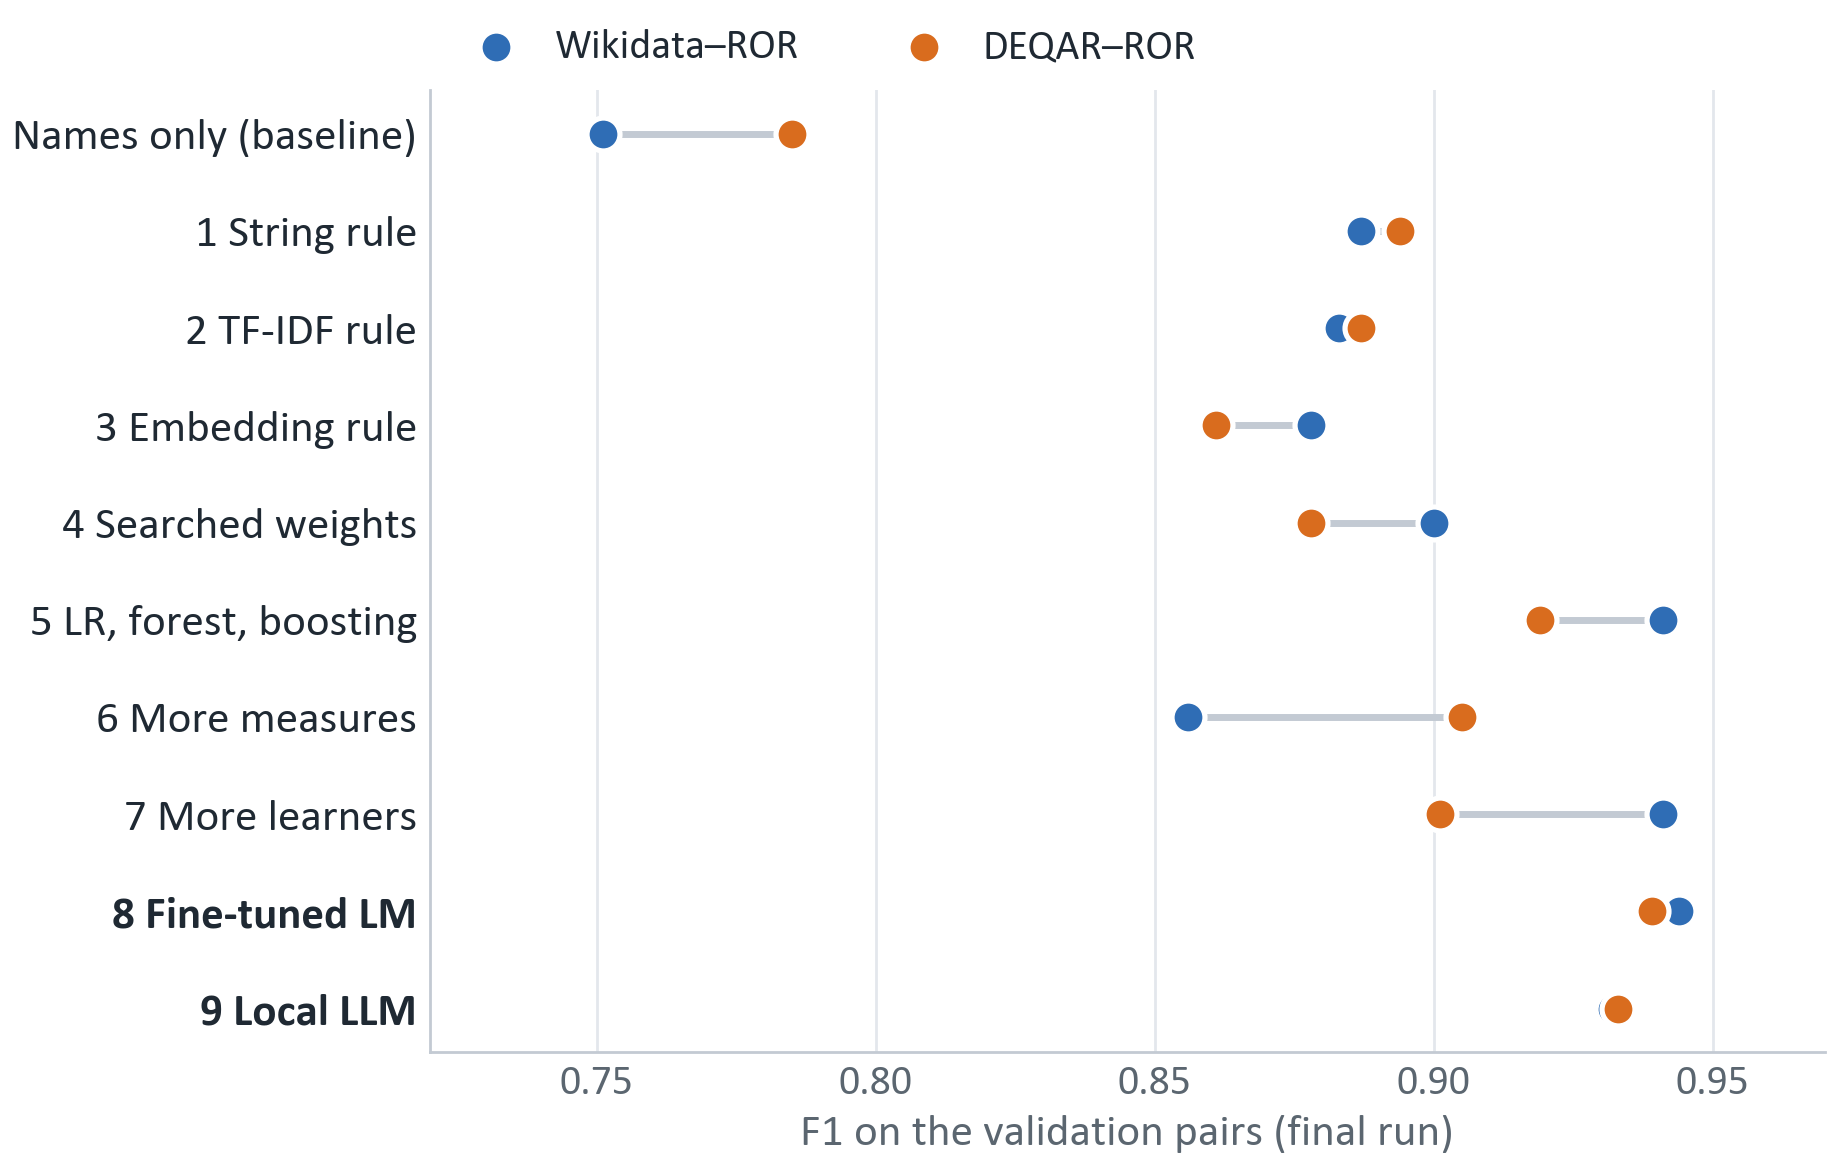 Wikidata–ROR
DEQAR–ROR
Names only (baseline)
1 String rule
2 TF-IDF rule
3 Embedding rule
4 Searched weights
5 LR, forest, boosting
6 More measures
7 More learners
8 Fine-tuned LM
9 Local LLM
0.75 0.80 0.85 0.90 0.95
F1 on the validation pairs (final run)